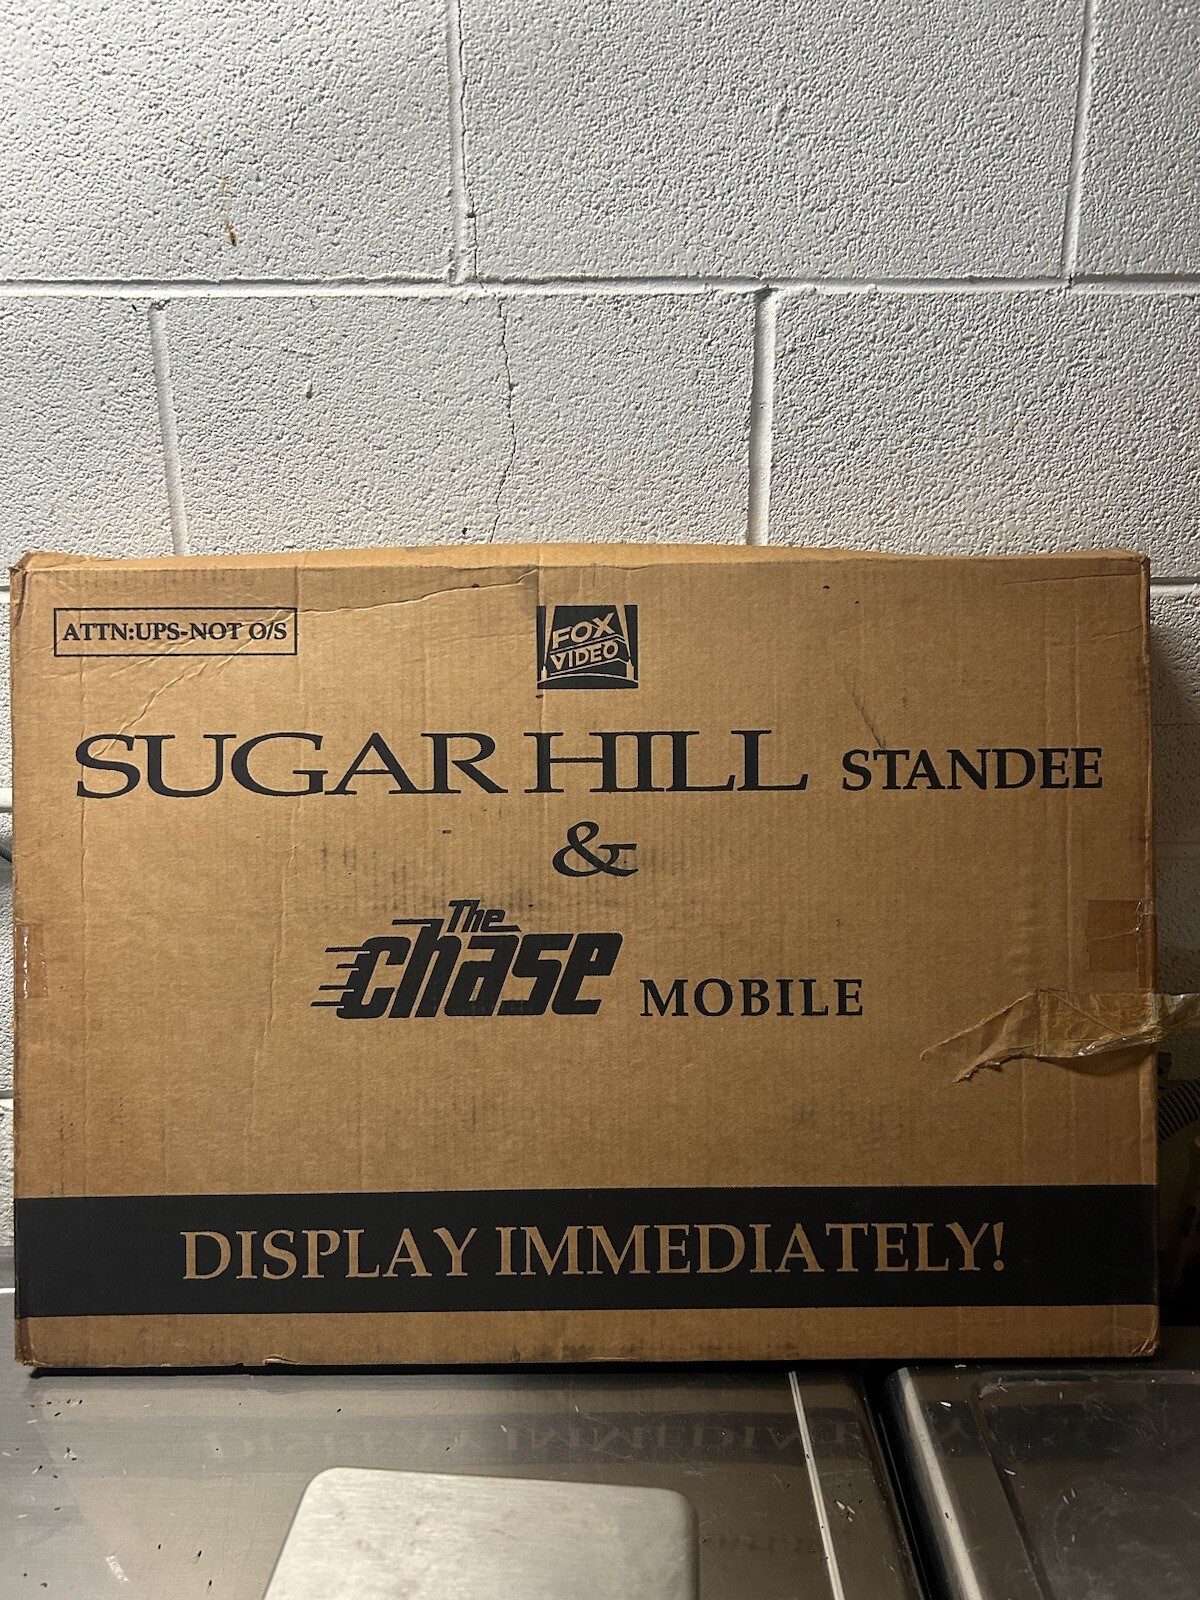 ATTN:UPS-NOT O/S
FOX
VIDEO
SUGAR HILL STANDEE
&
The
chase MOBILE
DISPLAY IMMEDIATELY!